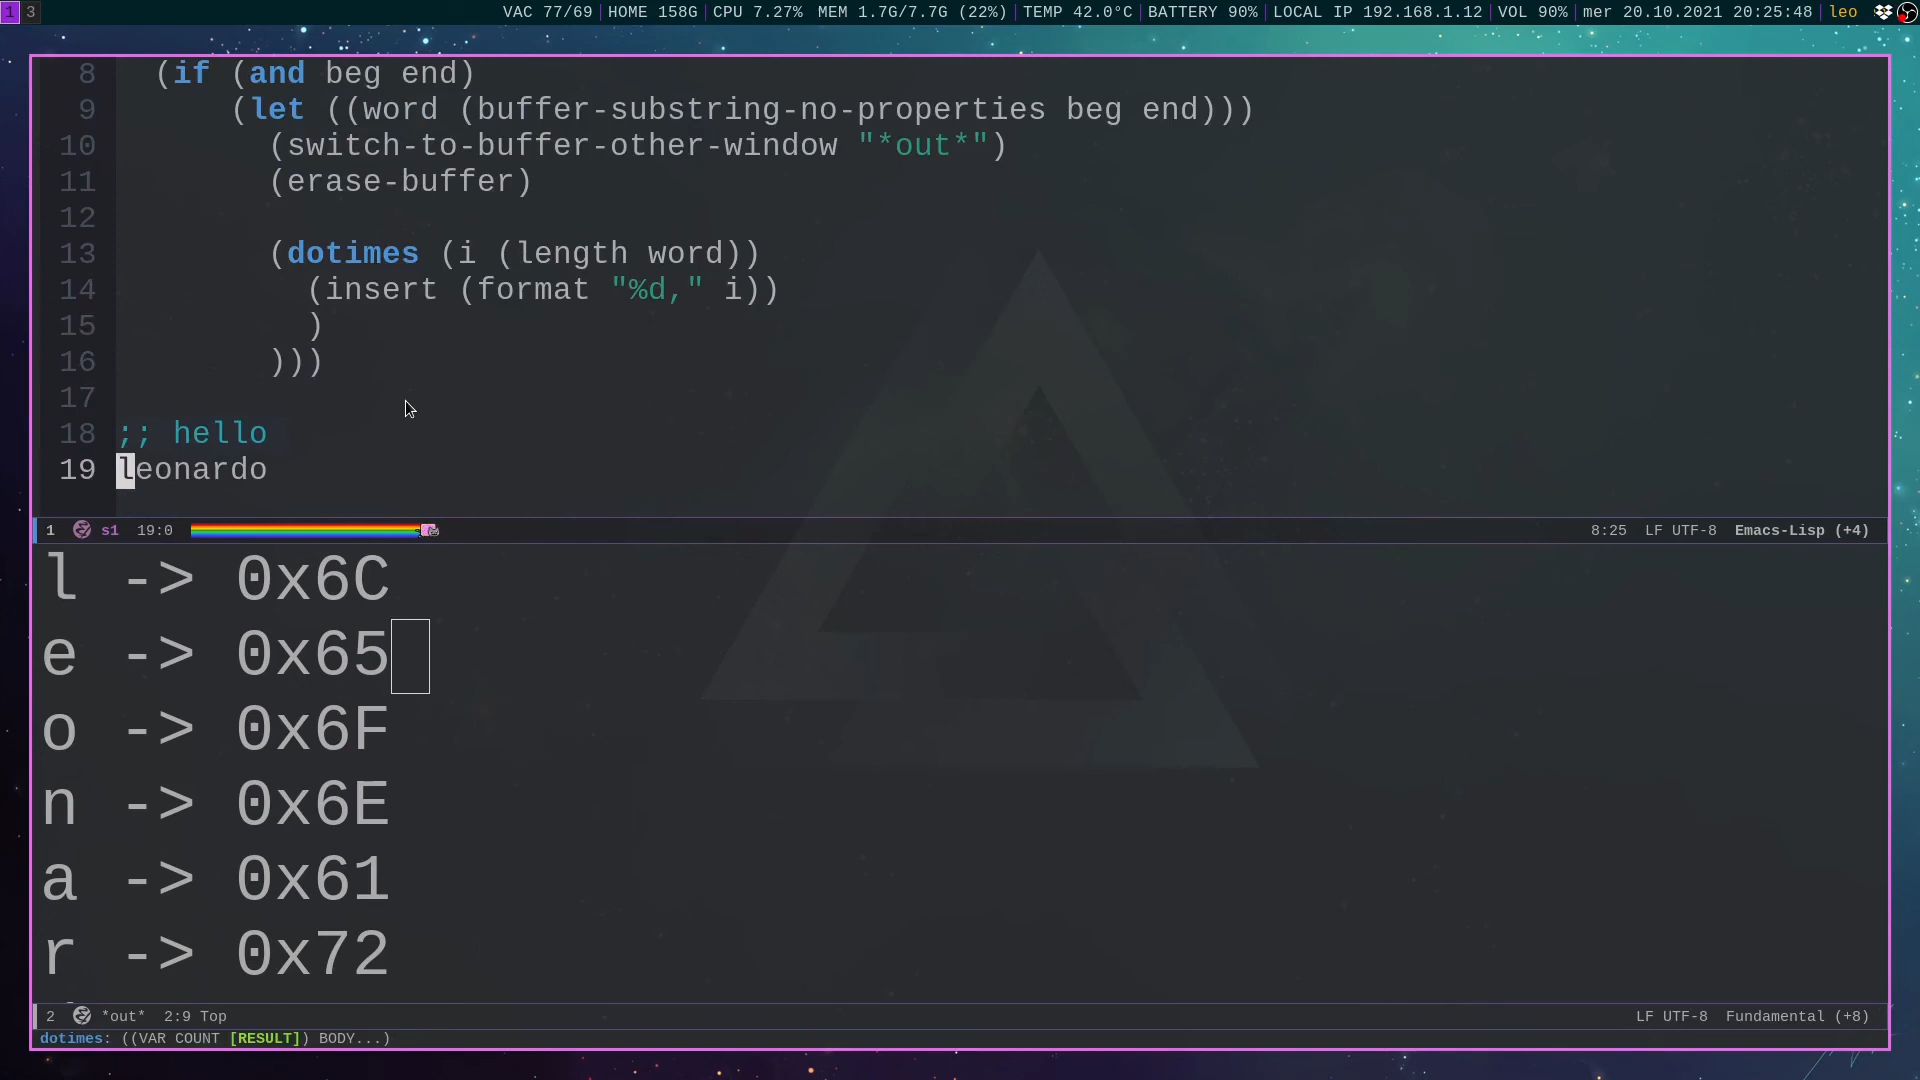 1 3 VAC 77/69 HOME 158G CPU 7.27% MEM 1.7G/7.7G (22%) TEMP 42.0°C BATTERY 90% LOCAL IP 192.168.1.12 VOL 90% mer 20.10.2021 20:25:48 leo
8 (if (and beg end)
9 (let ((word (buffer-substring-no-properties beg end)))
10 (switch-to-buffer-other-window "*out*")
11 (erase-buffer)
12
13 (dotimes (i (length word))
14 (insert (format "%d," i))
15 )
16 )))
17
18 ;; hello
19 leonardo
1 s1 19:0 8:25 LF UTF-8 Emacs-Lisp (+4)
l -> 0x6C
e -> 0x65
o -> 0x6F
n -> 0x6E
a -> 0x61
r -> 0x72
2 *out* 2:9 Top LF UTF-8 Fundamental (+8)
dotimes: ((VAR COUNT [RESULT]) BODY...)